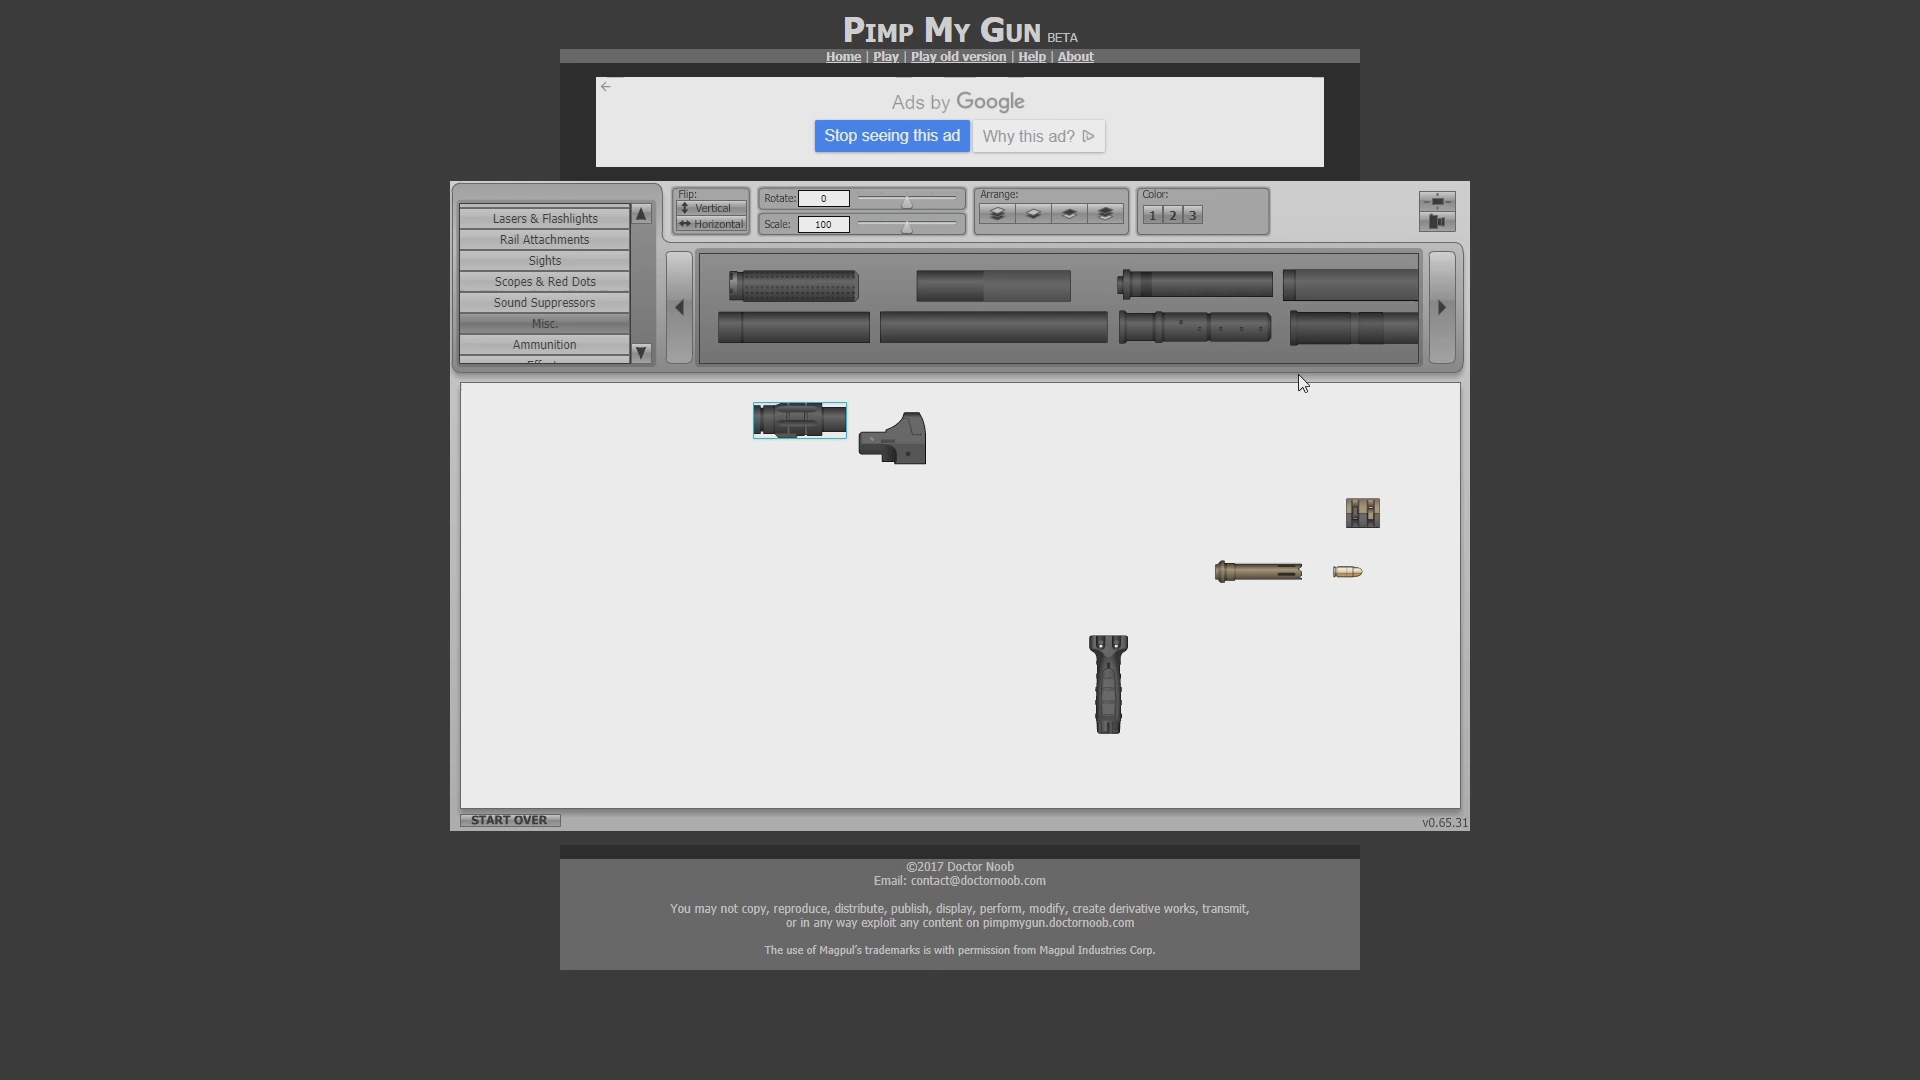 PIMP MY GUN BETA
Home | Play | Play old version | Help | About
Ads by Google
Stop seeing this ad
Why this ad?
Flip:
Vertical
Horizontal
Rotate: 0
Scale: 100
Arrange:
Color:
1 2 3
Lasers & Flashlights
Rail Attachments
Sights
Scopes & Red Dots
Sound Suppressors
Misc.
Ammunition
START OVER
v0.65.31
©2017 Doctor Noob
Email: contact@doctornoob.com
You may not copy, reproduce, distribute, publish, display, perform, modify, create derivative works, transmit,
or in any way exploit any content on pimpmygun.doctornoob.com
The use of Magpul's trademarks is with permission from Magpul Industries Corp.